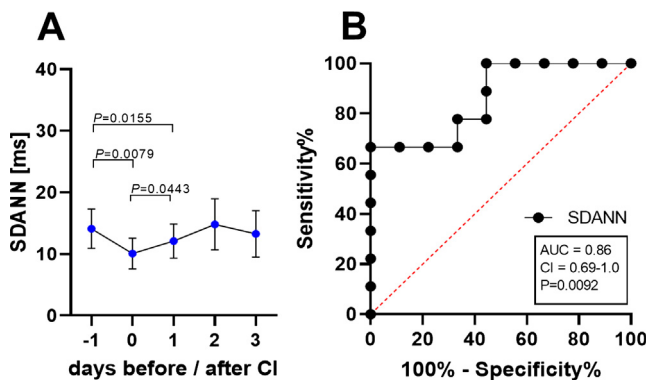 A
SDANN [ms]
40
30
20
10
0
P=0.0155
P=0.0079
P=0.0443
-1 0 1 2 3
days before / after CI
B
Sensitivity%
100
80
60
40
20
0
SDANN
AUC = 0.86
CI = 0.69-1.0
P=0.0092
0 20 40 60 80 100
100% - Specificity%